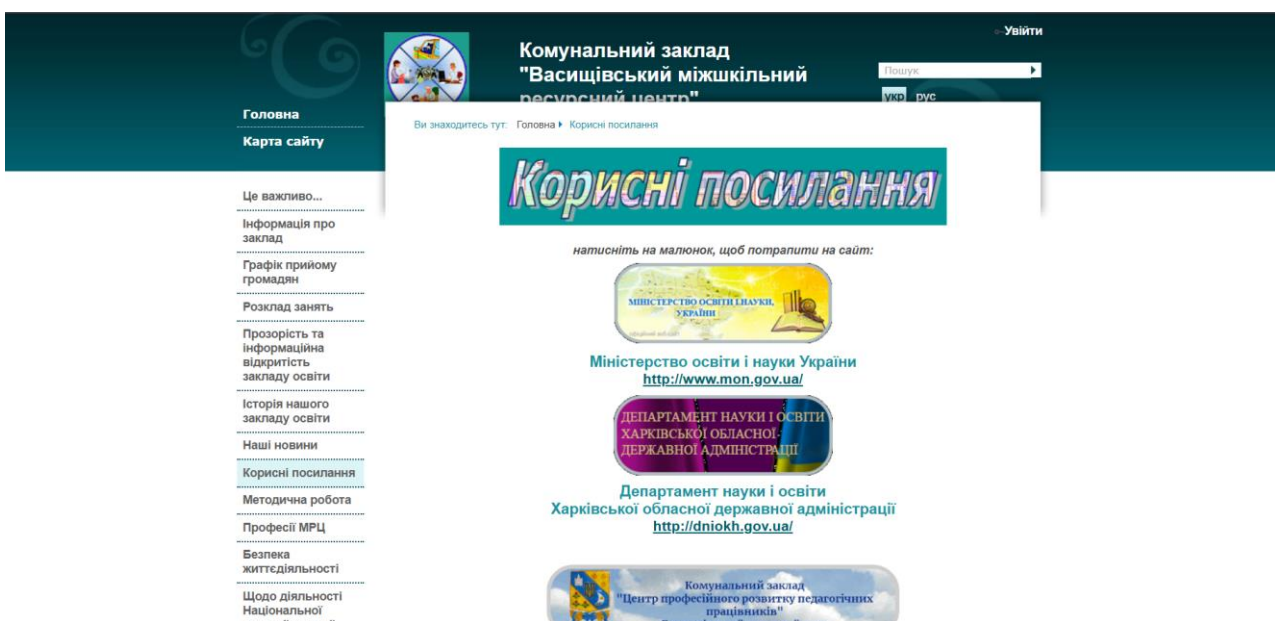 Увійти
Комунальний заклад
"Васищівський міжшкільний
ресурсний центр"
Пошук
укр рус
Головна
Карта сайту
Ви знаходитесь тут: Головна Корисні посилання
Це важливо...
Інформація про
заклад
Графік прийому
громадян
Розклад занять
Прозорість та
інформаційна
відкритість
закладу освіти
Історія нашого
закладу освіти
Наші новини
Корисні посилання
Методична робота
Професії МРЦ
Безпека
життєдіяльності
Щодо діяльності
Національної
Корисні посилання
натисніть на малюнок, щоб потрапити на сайт:
МІНІСТЕРСТВО ОСВІТИ І НАУКИ,
УКРАЇНИ
Міністерство освіти і науки України
http://www.mon.gov.ua/
ДЕПАРТАМЕНТ НАУКИ І ОСВІТИ
ХАРКІВСЬКОЇ ОБЛАСНОЇ
ДЕРЖАВНОЇ АДМІНІСТРАЦІЇ
Департамент науки і освіти
Харківської обласної державної адміністрації
http://dniokh.gov.ua/
Комунальний заклад
"Центр професійного розвитку педагогічних
працівників"